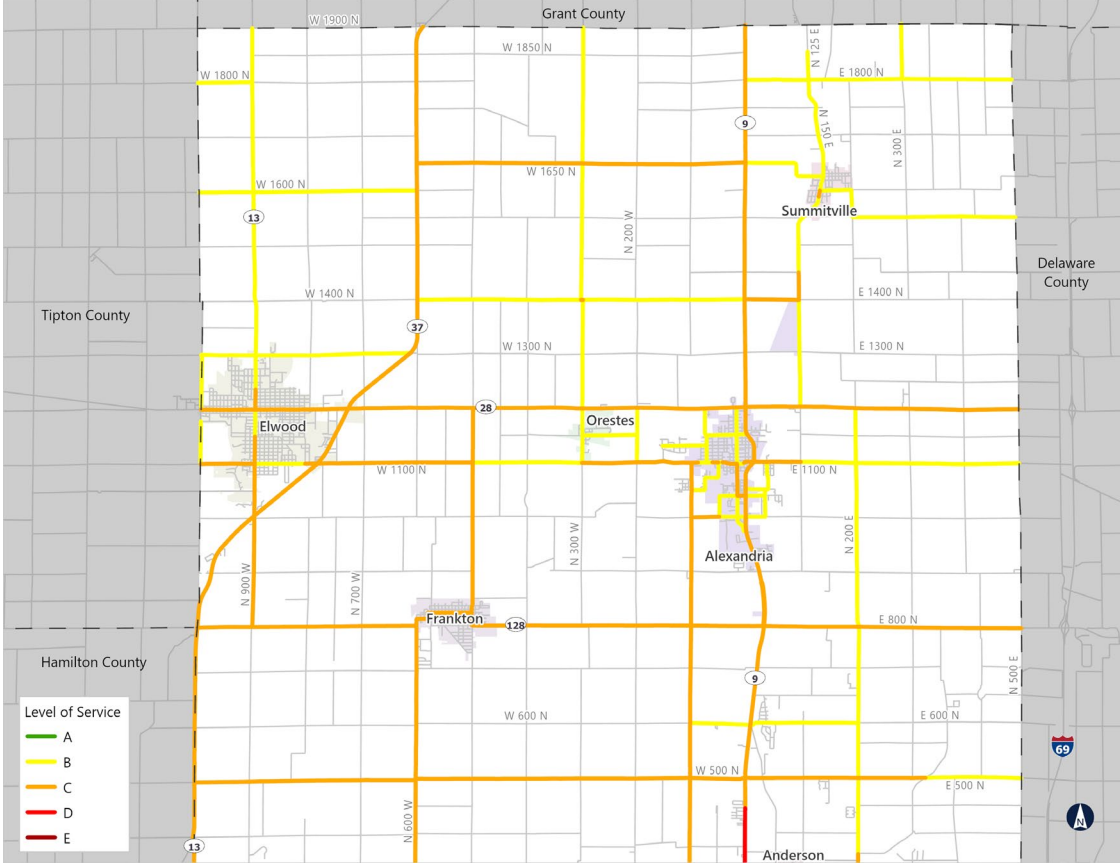 Grant County
W 1900 N
N 125 E
W 1850 N
W 1800 N
E 1800 N
9
N 150 E
N 300 E
W 1650 N
W 1600 N
13
Summitville
N 200 W
Delaware
County
W 1400 N
E 1400 N
Tipton County
37
W 1300 N
E 1300 N
28
Orestes
Elwood
W 1100 N
E 1100 N
N 300 W
N 200 E
Alexandria
N 900 W
N 700 W
Frankton
128
E 800 N
Hamilton County
N 500 E
9
Level of Service
A
B
C
D
E
W 600 N
E 600 N
69
W 500 N
E 500 N
N 600 W
N
13
Anderson